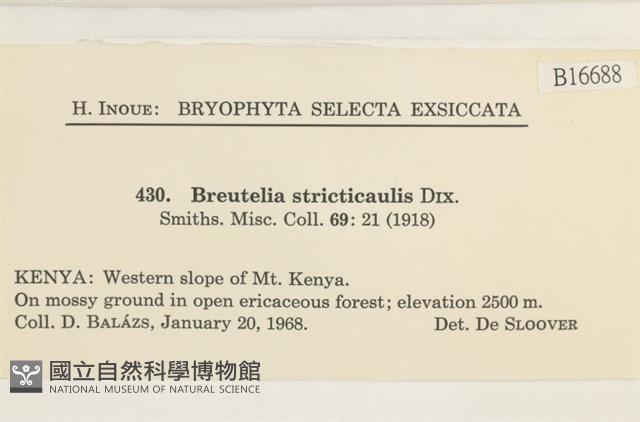 B16688
H. INOUE: BRYOPHYTA SELECTA EXSICCATA
430. Breutelia stricticaulis DIX.
Smiths. Misc. Coll. 69: 21 (1918)
KENYA: Western slope of Mt. Kenya.
On mossy ground in open ericaceous forest; elevation 2500 m.
Coll. D. BALÁZS, January 20, 1968. Det. De SLOOVER
國立自然科學博物館
NATIONAL MUSEUM OF NATURAL SCIENCE